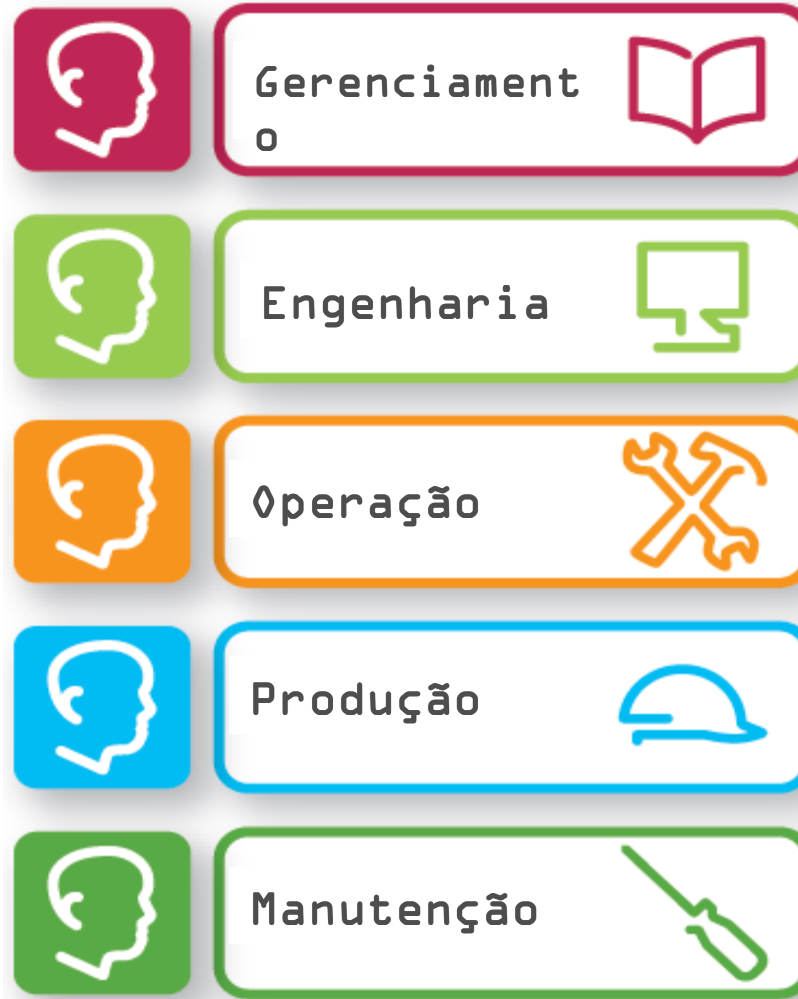 Gerenciament
o
Engenharia
Operação
Produção
Manutenção